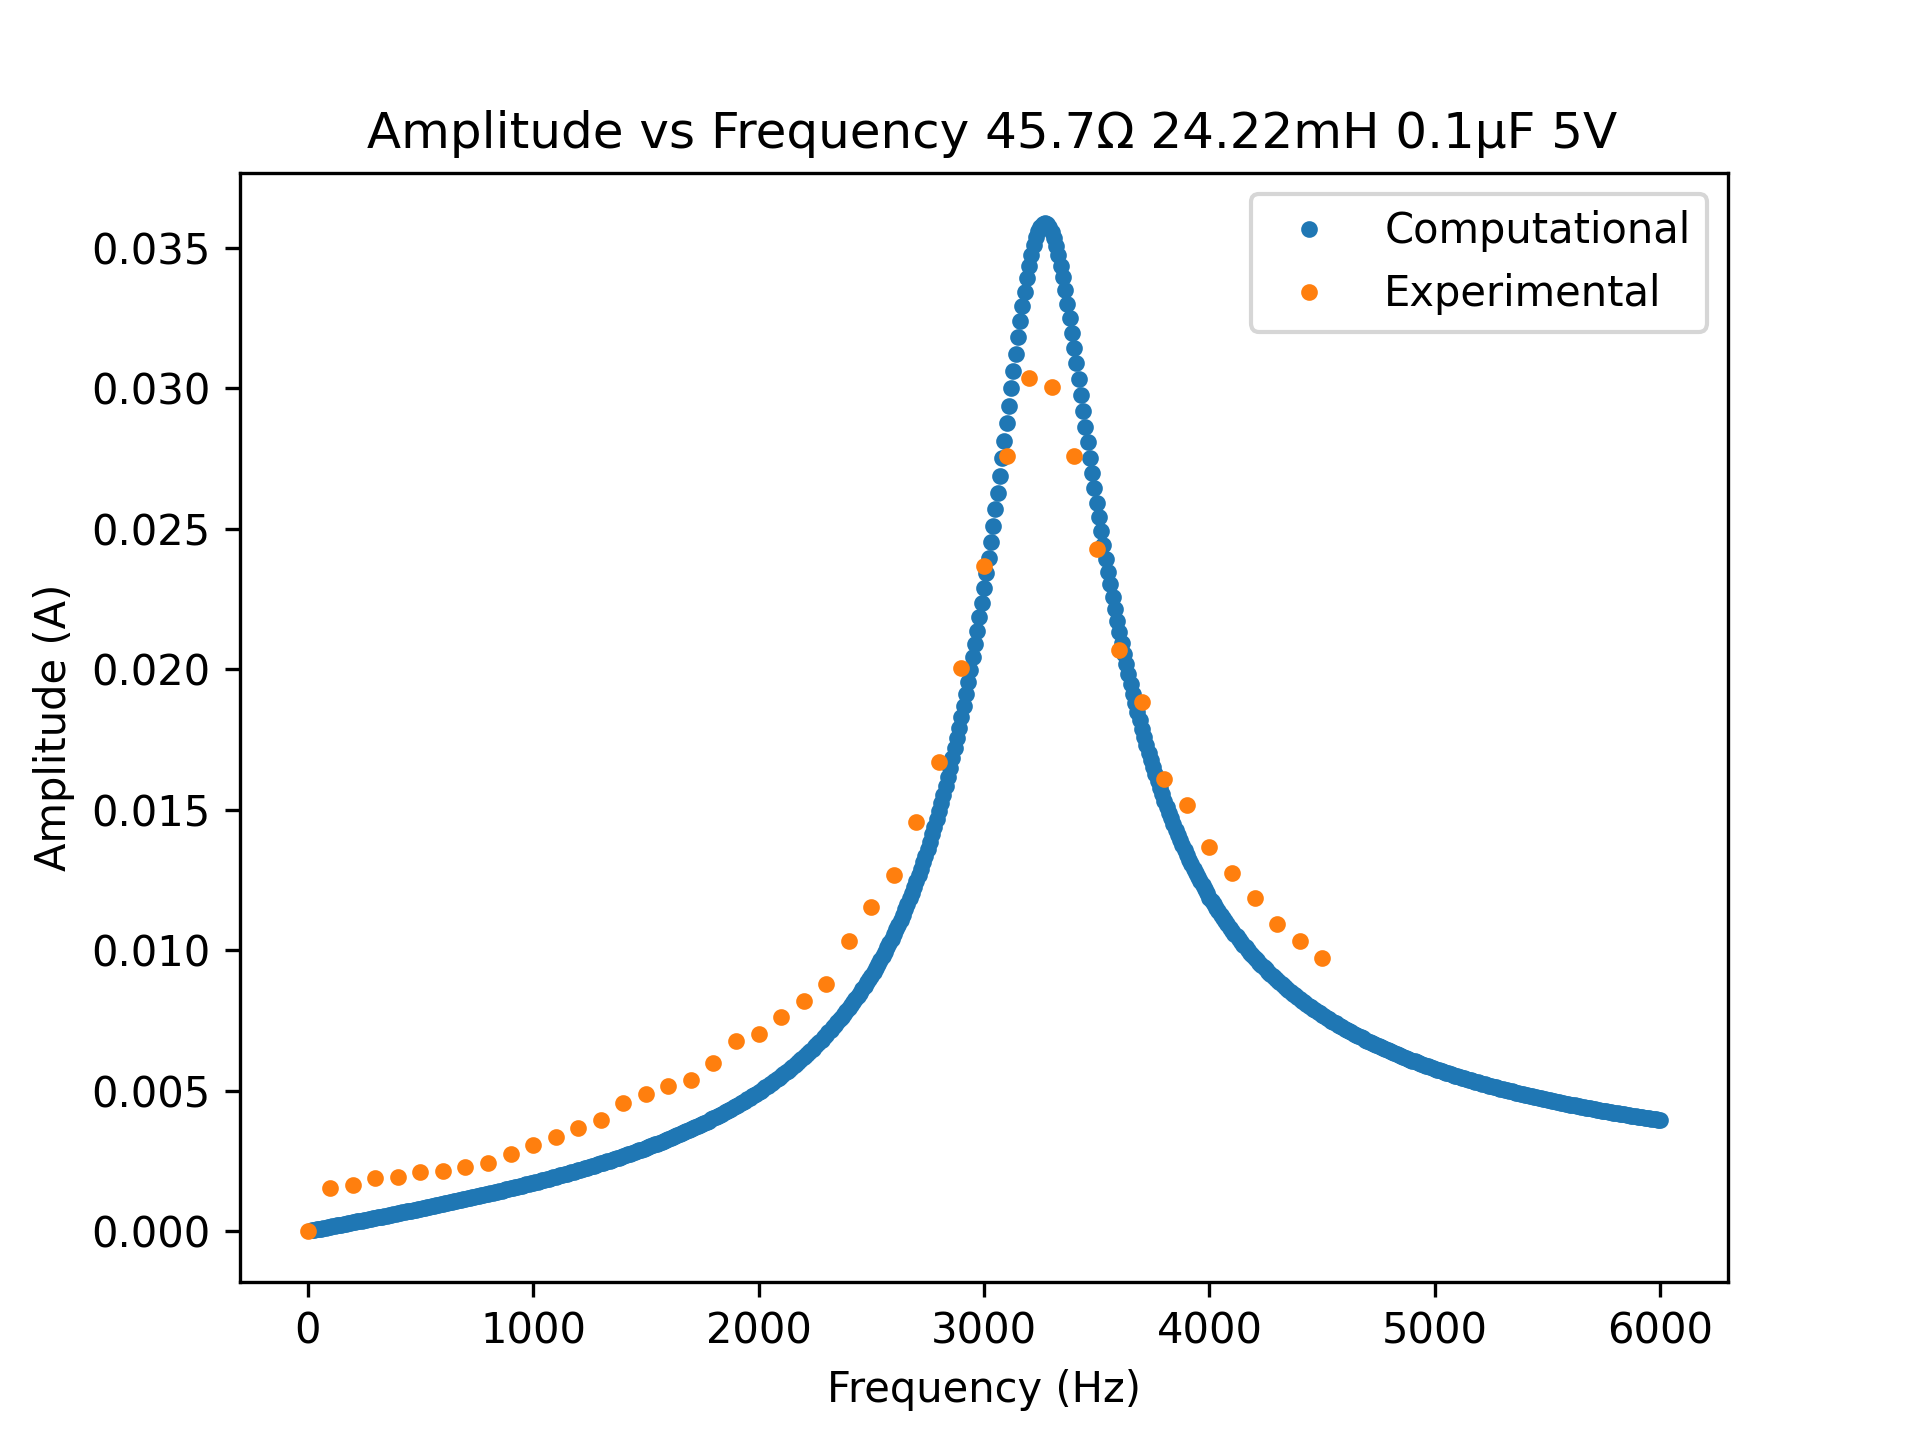 Amplitude vs Frequency 45.7Ω 24.22mH 0.1μF 5V
Computational
Experimental
0.035
0.030
0.025
0.020
0.015
0.010
0.005
0.000
Amplitude (A)
0 1000 2000 3000 4000 5000 6000
Frequency (Hz)